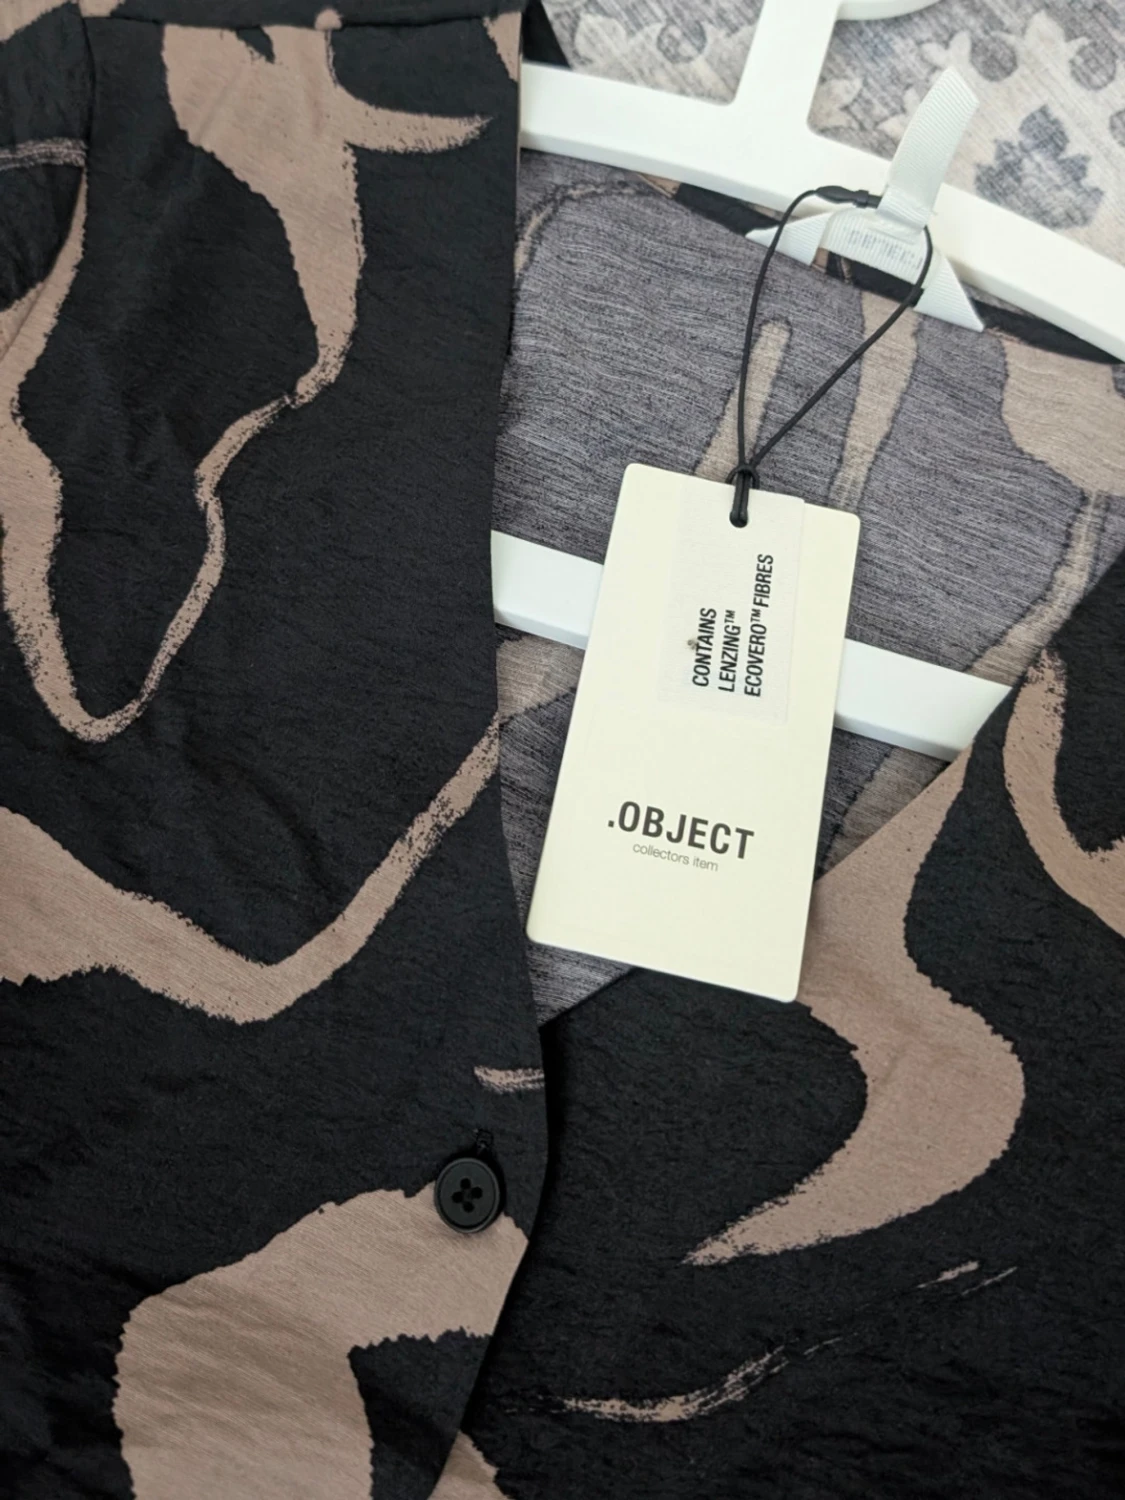 CONTAINS
LENZING™
ECOVERO™ FIBRES
.OBJECT
collectors item